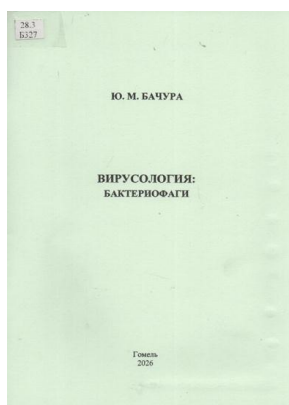 28.3
Б327
Ю. М. БАЧУРА
ВИРУСОЛОГИЯ:
БАКТЕРИОФАГИ
Гомель
2026